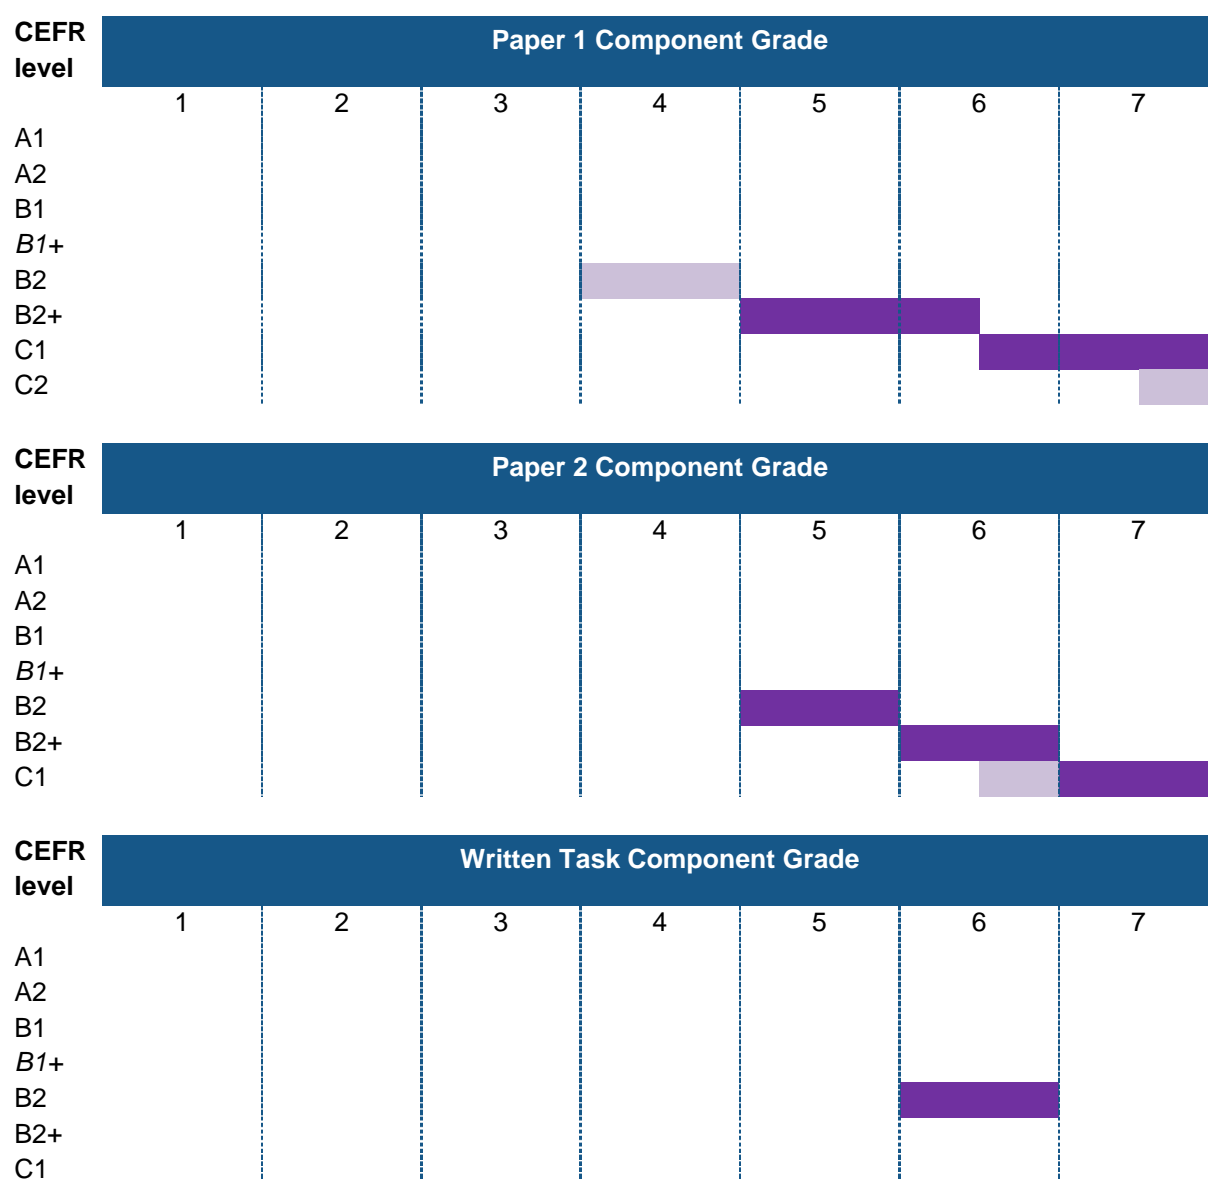 CEFR level
Paper 1 Component Grade
1 2 3 4 5 6 7
A1
A2
B1
B1+
B2
B2+
C1
C2
CEFR level
Paper 2 Component Grade
1 2 3 4 5 6 7
A1
A2
B1
B1+
B2
B2+
C1
CEFR level
Written Task Component Grade
1 2 3 4 5 6 7
A1
A2
B1
B1+
B2
B2+
C1